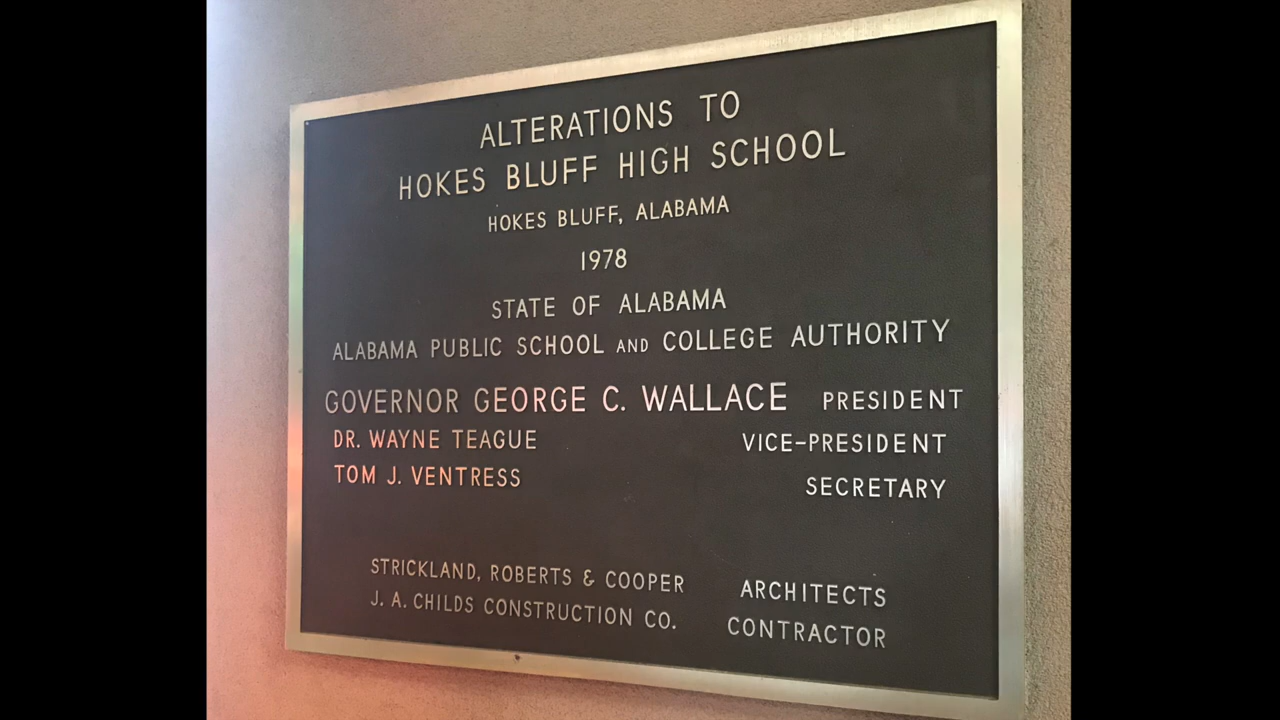 ALTERATIONS TO
HOKES BLUFF HIGH SCHOOL
HOKES BLUFF, ALABAMA
1978
STATE OF ALABAMA
ALABAMA PUBLIC SCHOOL AND COLLEGE AUTHORITY
GOVERNOR GEORGE C. WALLACE PRESIDENT
DR. WAYNE TEAGUE VICE-PRESIDENT
TOM J. VENTRESS SECRETARY
STRICKLAND, ROBERTS & COOPER ARCHITECTS
J. A. CHILDS CONSTRUCTION CO. CONTRACTOR